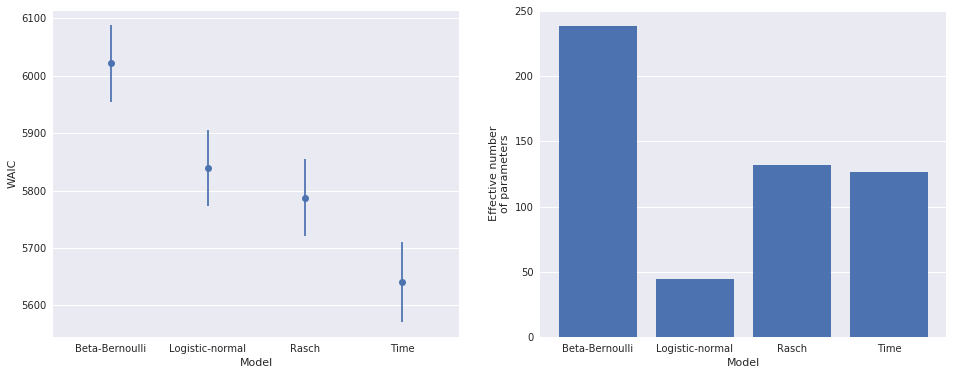 6100
6000
5900
5800
5700
5600
WAIC
Beta-Bernoulli Logistic-normal Rasch Time
Model
250
200
150
100
50
0
Effective number
of parameters
Beta-Bernoulli Logistic-normal Rasch Time
Model